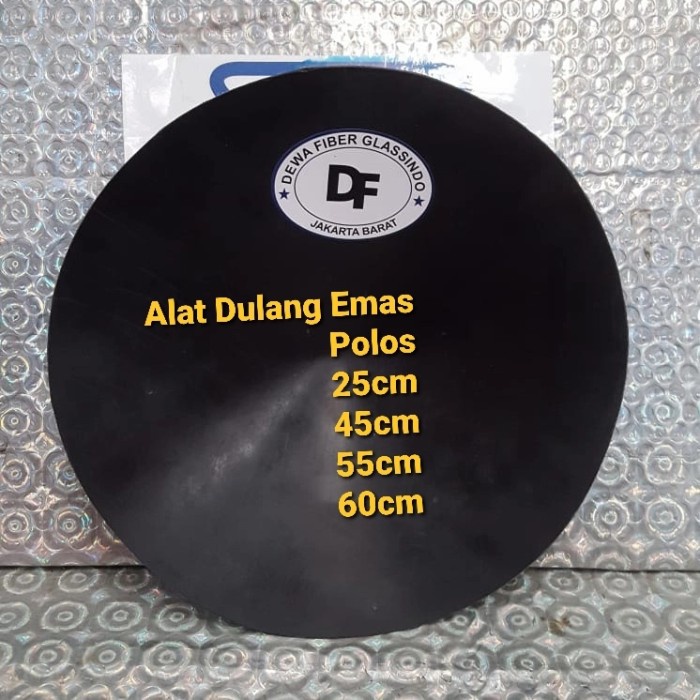 DEWA FIBER GLASSINDO
DF
JAKARTA BARAT
Alat Dulang Emas
Polos
25cm
45cm
55cm
60cm